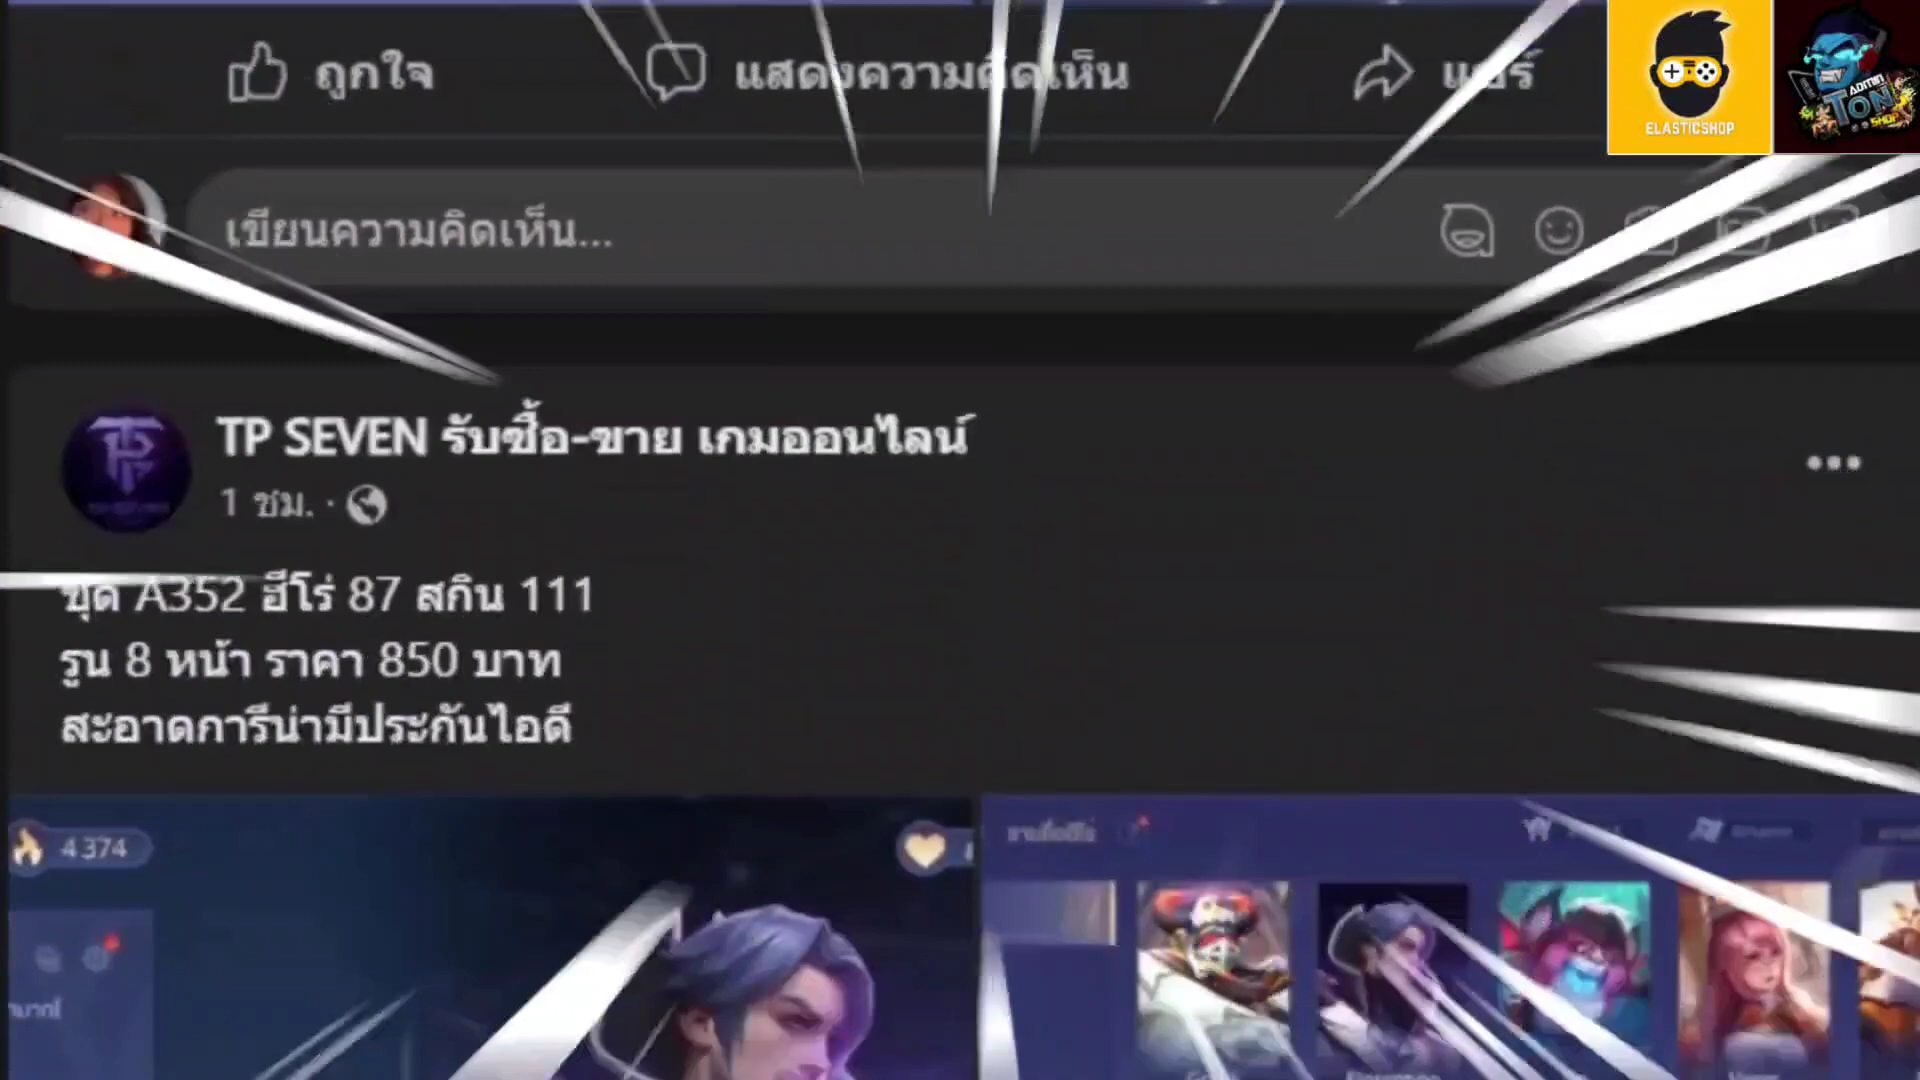 ถูกใจ
แสดงความคิดเห็น
แชร์
ELASTICSHOP
ADMIN
TON
SHOP
เขียนความคิดเห็น...
TP SEVEN รับซื้อ-ขาย เกมออนไลน์
1 ชม. ·
ชุด A352 ฮีโร่ 87 สกิน 111
รูน 8 หน้า ราคา 850 บาท
สะอาดการีน่ามีประกันไอดี
4374